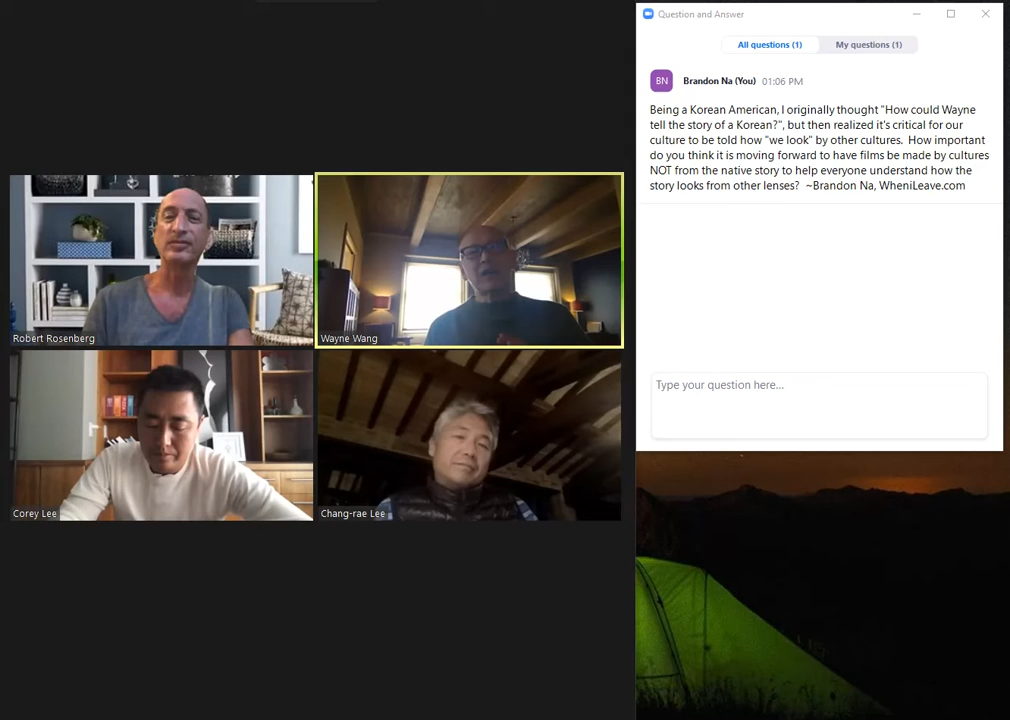 Question and Answer
All questions (1)
My questions (1)
BN
Brandon Na (You) 01:06 PM
Being a Korean American, I originally thought "How could Wayne
tell the story of a Korean?", but then realized it's critical for our
culture to be told how "we look" by other cultures.  How important
do you think it is moving forward to have films be made by cultures
NOT from the native story to help everyone understand how the
story looks from other lenses?  ~Brandon Na, WheniLeave.com
Type your question here...
Robert Rosenberg
Wayne Wang
Corey Lee
Chang-rae Lee